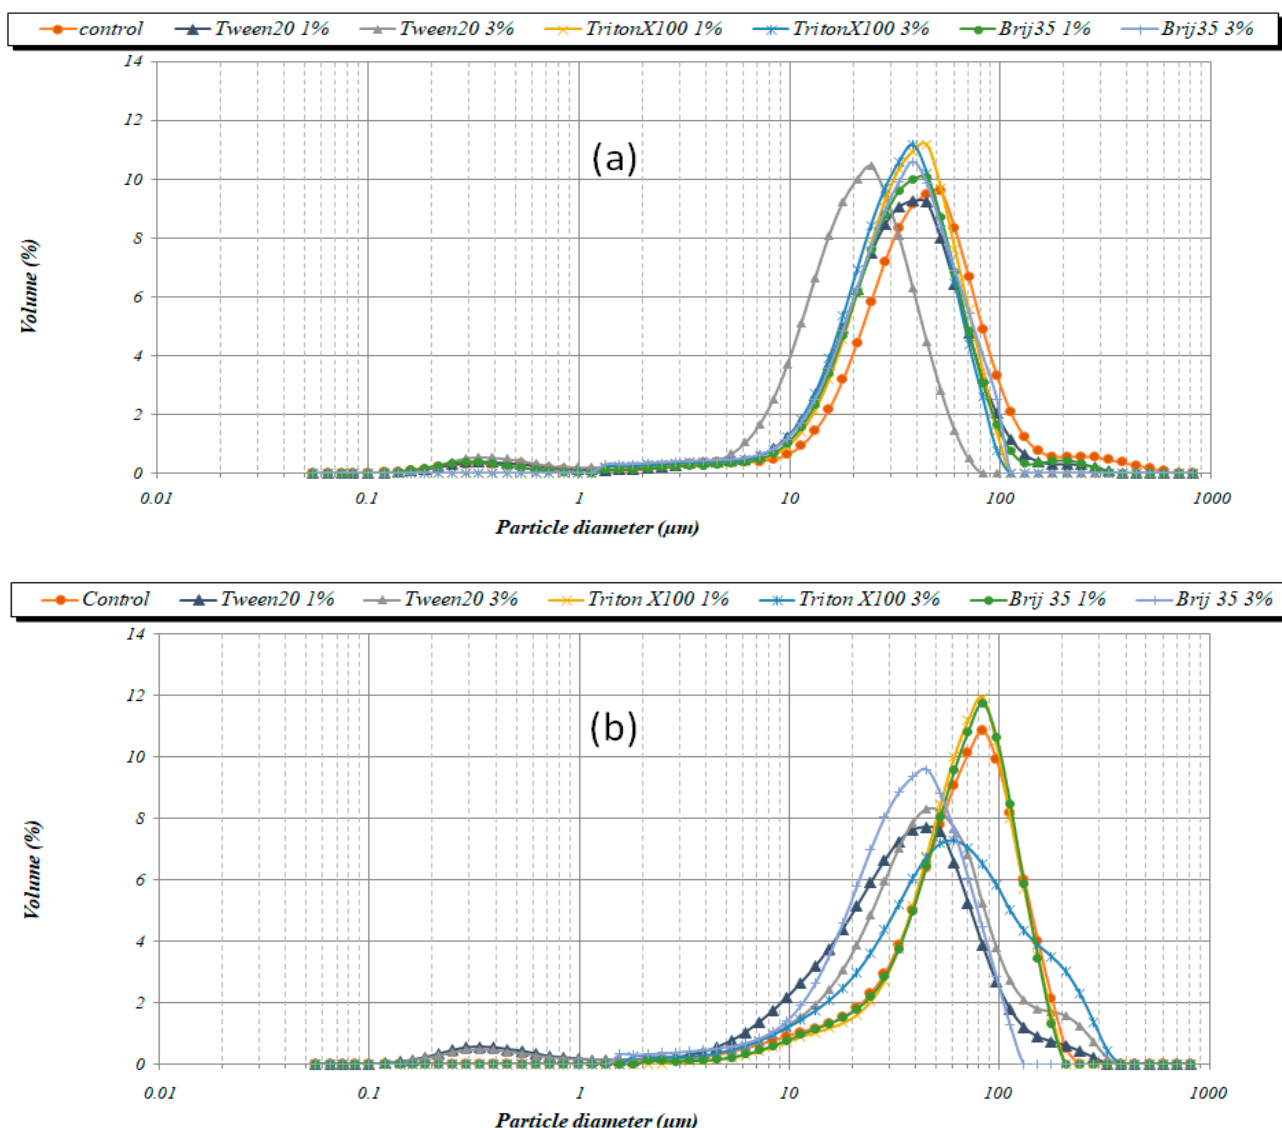 control Tween20 1% Tween20 3% TritonX100 1% TritonX100 3% Brij35 1% Brij35 3%
14
12
(a)
10
8
Volume (%)
6
4
2
0
0.01 0.1 1 10 100 1000
Particle diameter (µm)
Control Tween20 1% Tween20 3% Triton X100 1% Triton X100 3% Brij 35 1% Brij 35 3%
14
12
(b)
10
8
Volume (%)
6
4
2
0
0.01 0.1 1 10 100 1000
Particle diameter (µm)